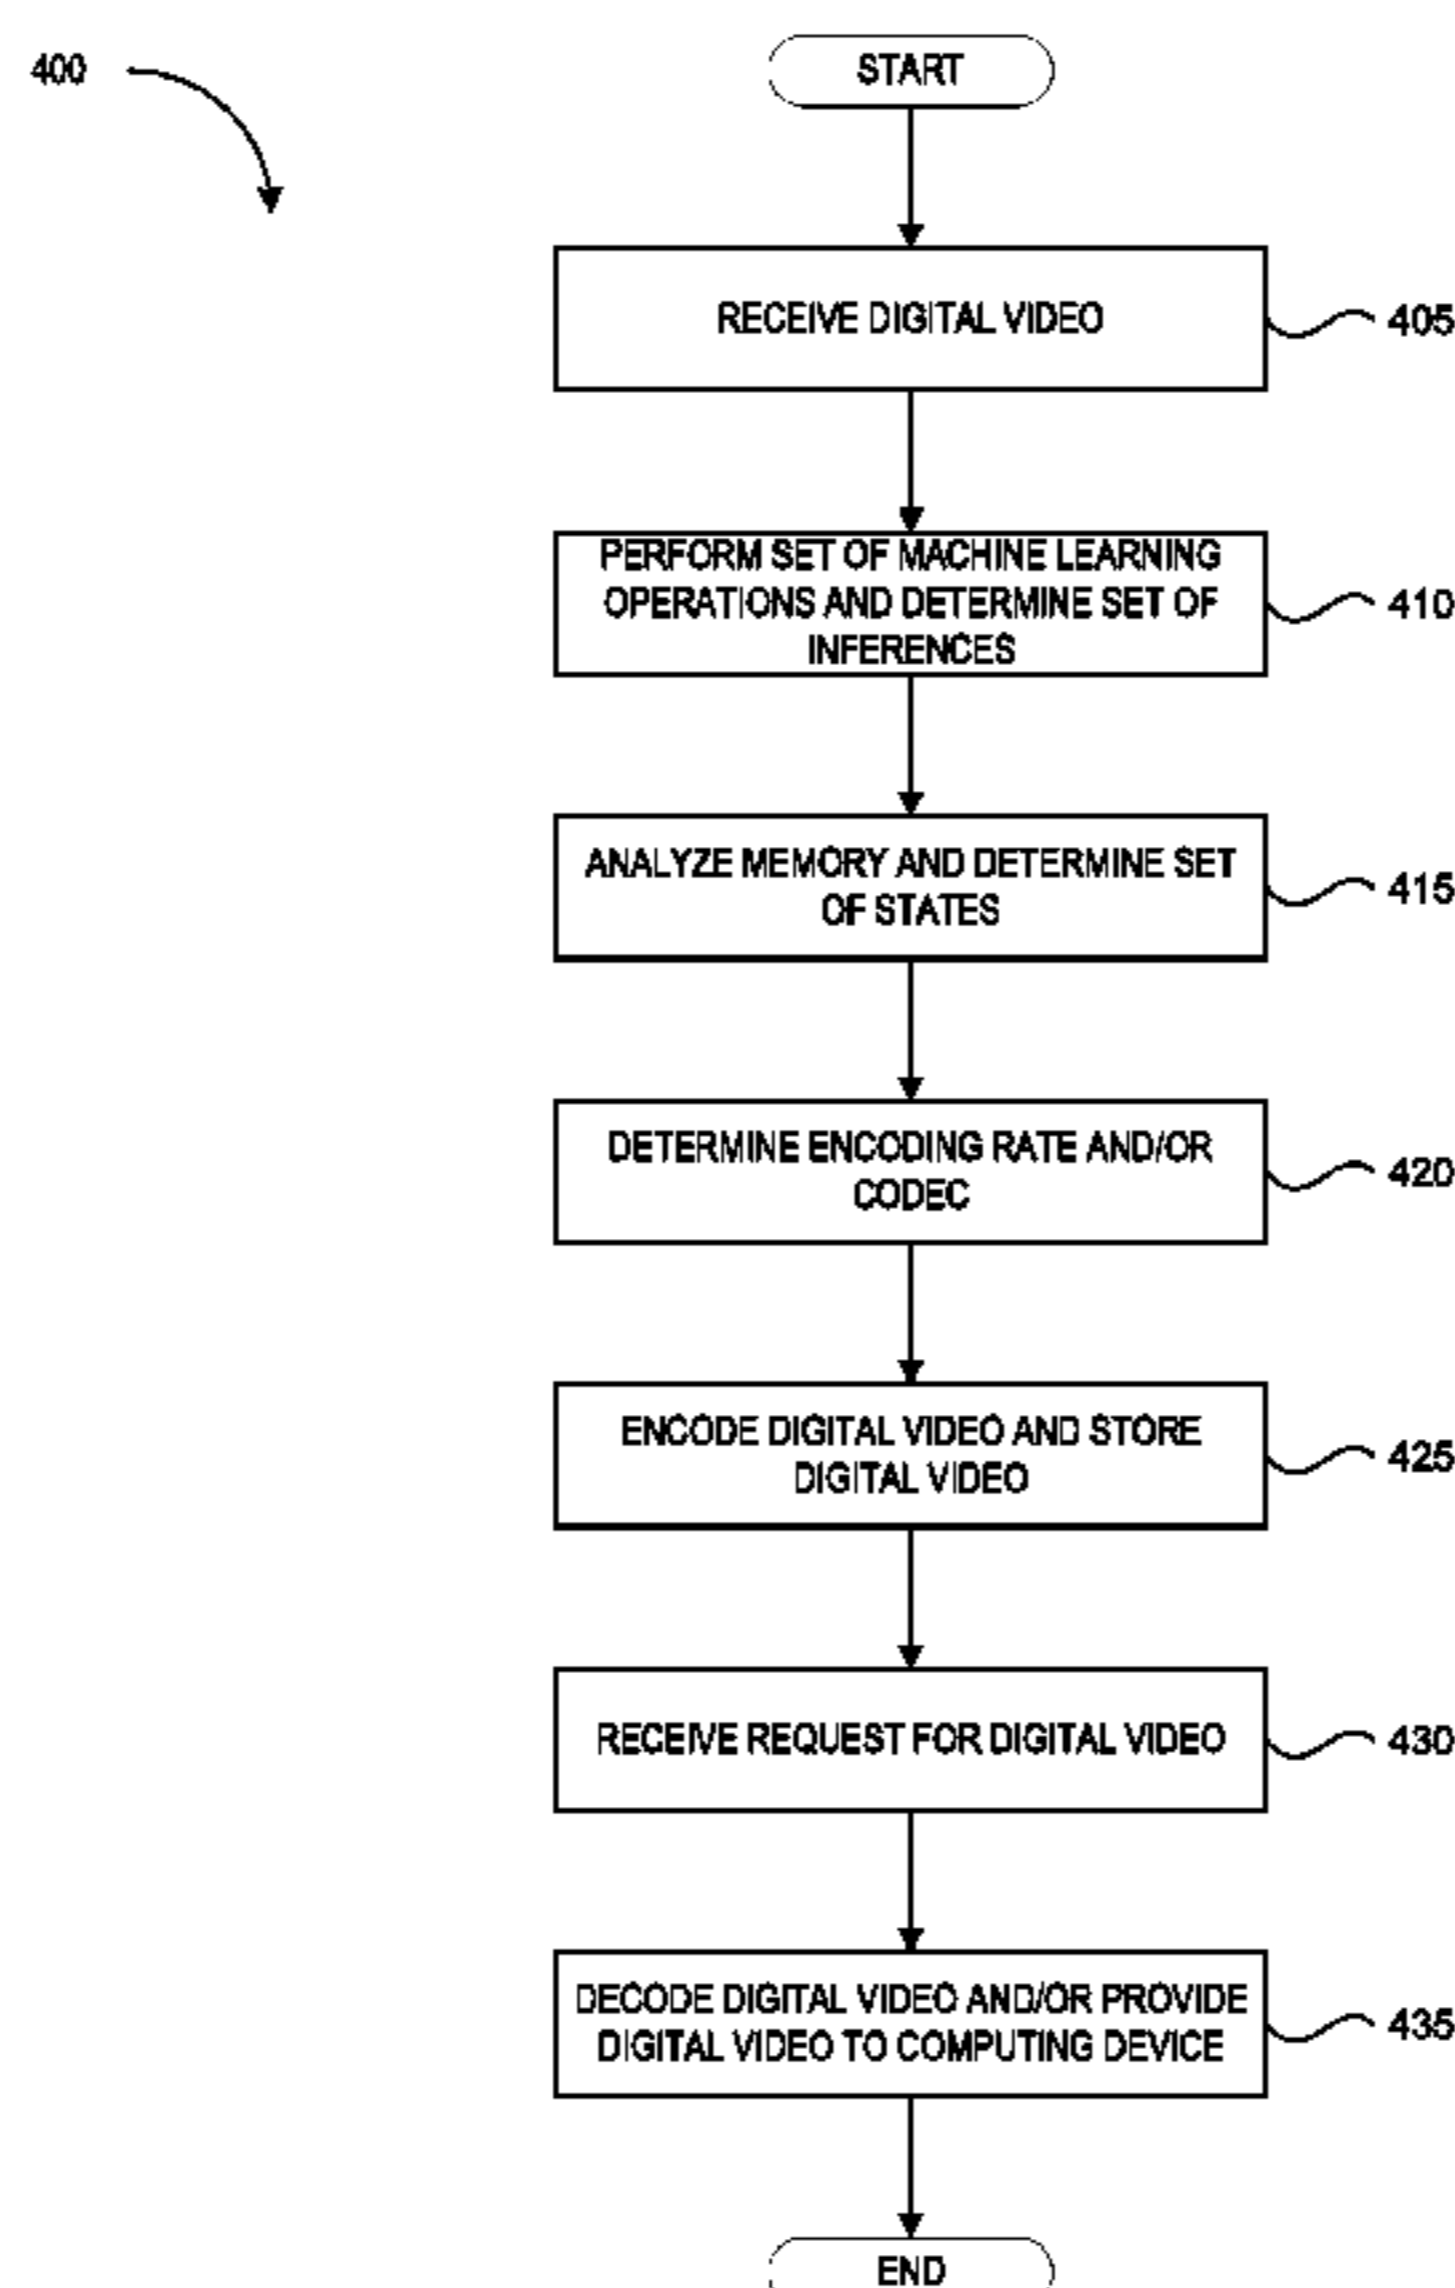 400
START
RECEIVE DIGITAL VIDEO
405
PERFORM SET OF MACHINE LEARNING
OPERATIONS AND DETERMINE SET OF
INFERENCES
410
ANALYZE MEMORY AND DETERMINE SET
OF STATES
415
DETERMINE ENCODING RATE AND/OR
CODEC
420
ENCODE DIGITAL VIDEO AND STORE
DIGITAL VIDEO
425
RECEIVE REQUEST FOR DIGITAL VIDEO
430
DECODE DIGITAL VIDEO AND/OR PROVIDE
DIGITAL VIDEO TO COMPUTING DEVICE
435
END